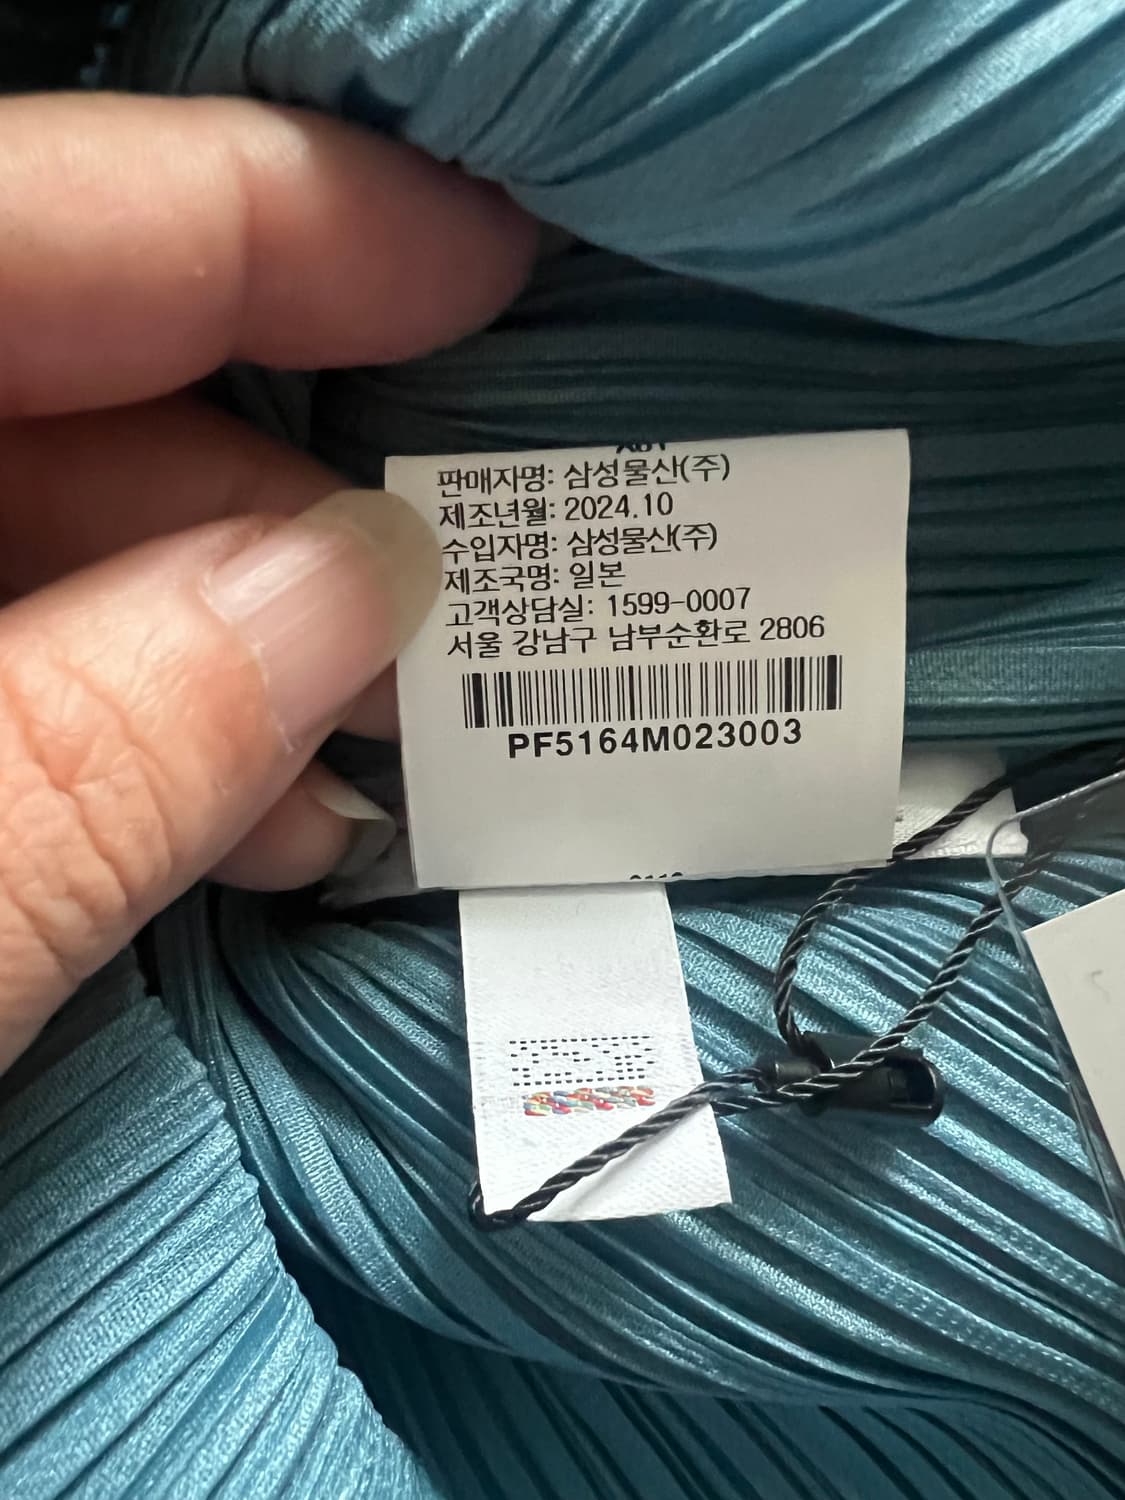 판매자명: 삼성물산(주)
제조년월: 2024.10
수입자명: 삼성물산(주)
제조국명: 일본
고객상담실: 1599-0007
서울 강남구 남부순환로 2806
PF5164M023003